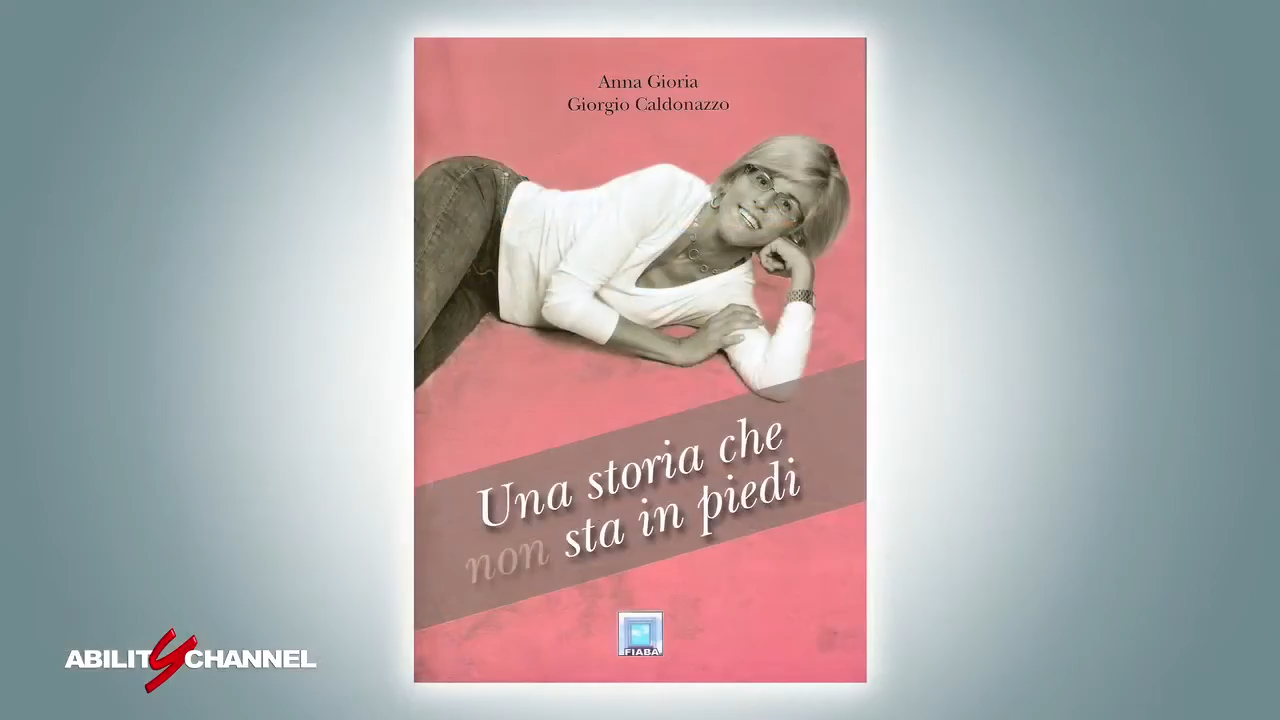 Anna Gioria
Giorgio Caldonazzo
Una storia che
non sta in piedi
FIABA
ABILITYCHANNEL